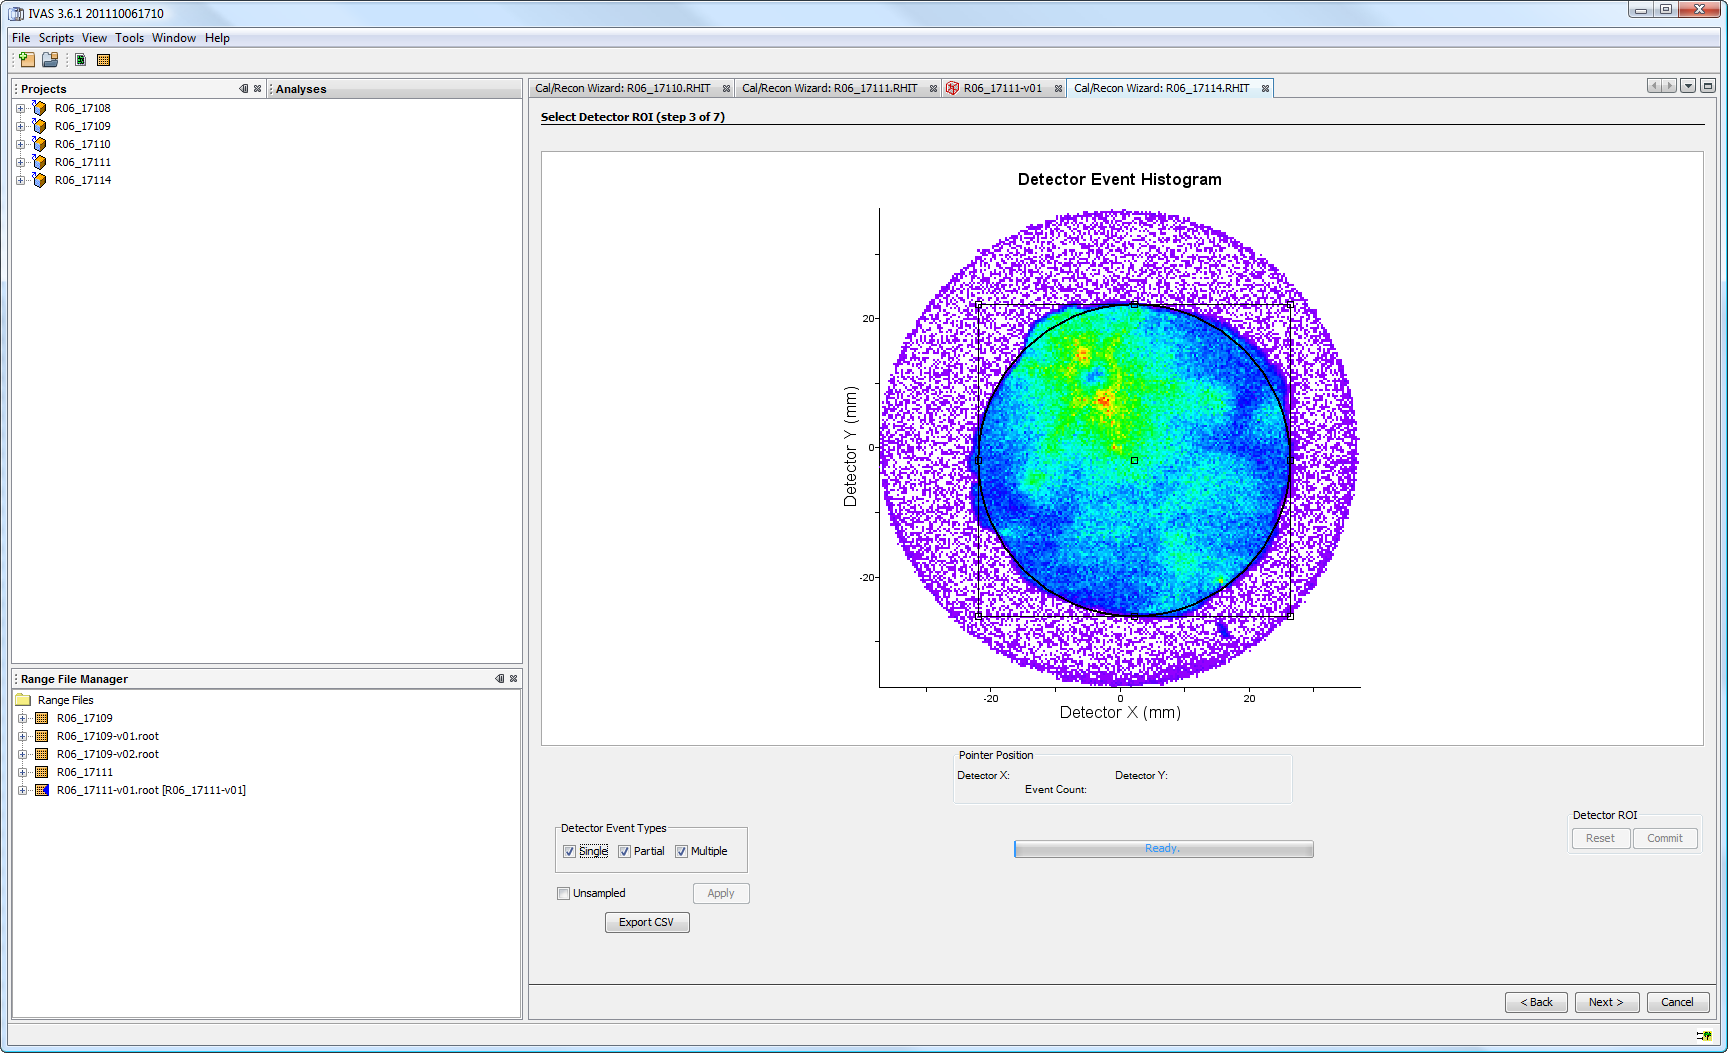 IVAS 3.6.1 201110061710
File Scripts View Tools Window Help
Projects
Analyses
R06_17108
R06_17109
R06_17110
R06_17111
R06_17114
Range File Manager
Range Files
R06_17109
R06_17109-v01.root
R06_17109-v02.root
R06_17111
R06_17111-v01.root [R06_17111-v01]
Cal/Recon Wizard: R06_17110.RHIT
Cal/Recon Wizard: R06_17111.RHIT
R06_17111-v01
Cal/Recon Wizard: R06_17114.RHIT
Select Detector ROI (step 3 of 7)
Detector Event Histogram
Detector Y (mm)
20
0
-20
-20 0 20
Detector X (mm)
Pointer Position
Detector X: Detector Y:
Event Count:
Detector Event Types
Single Partial Multiple
Unsampled
Apply
Export CSV
Ready.
Detector ROI
Reset Commit
< Back Next > Cancel